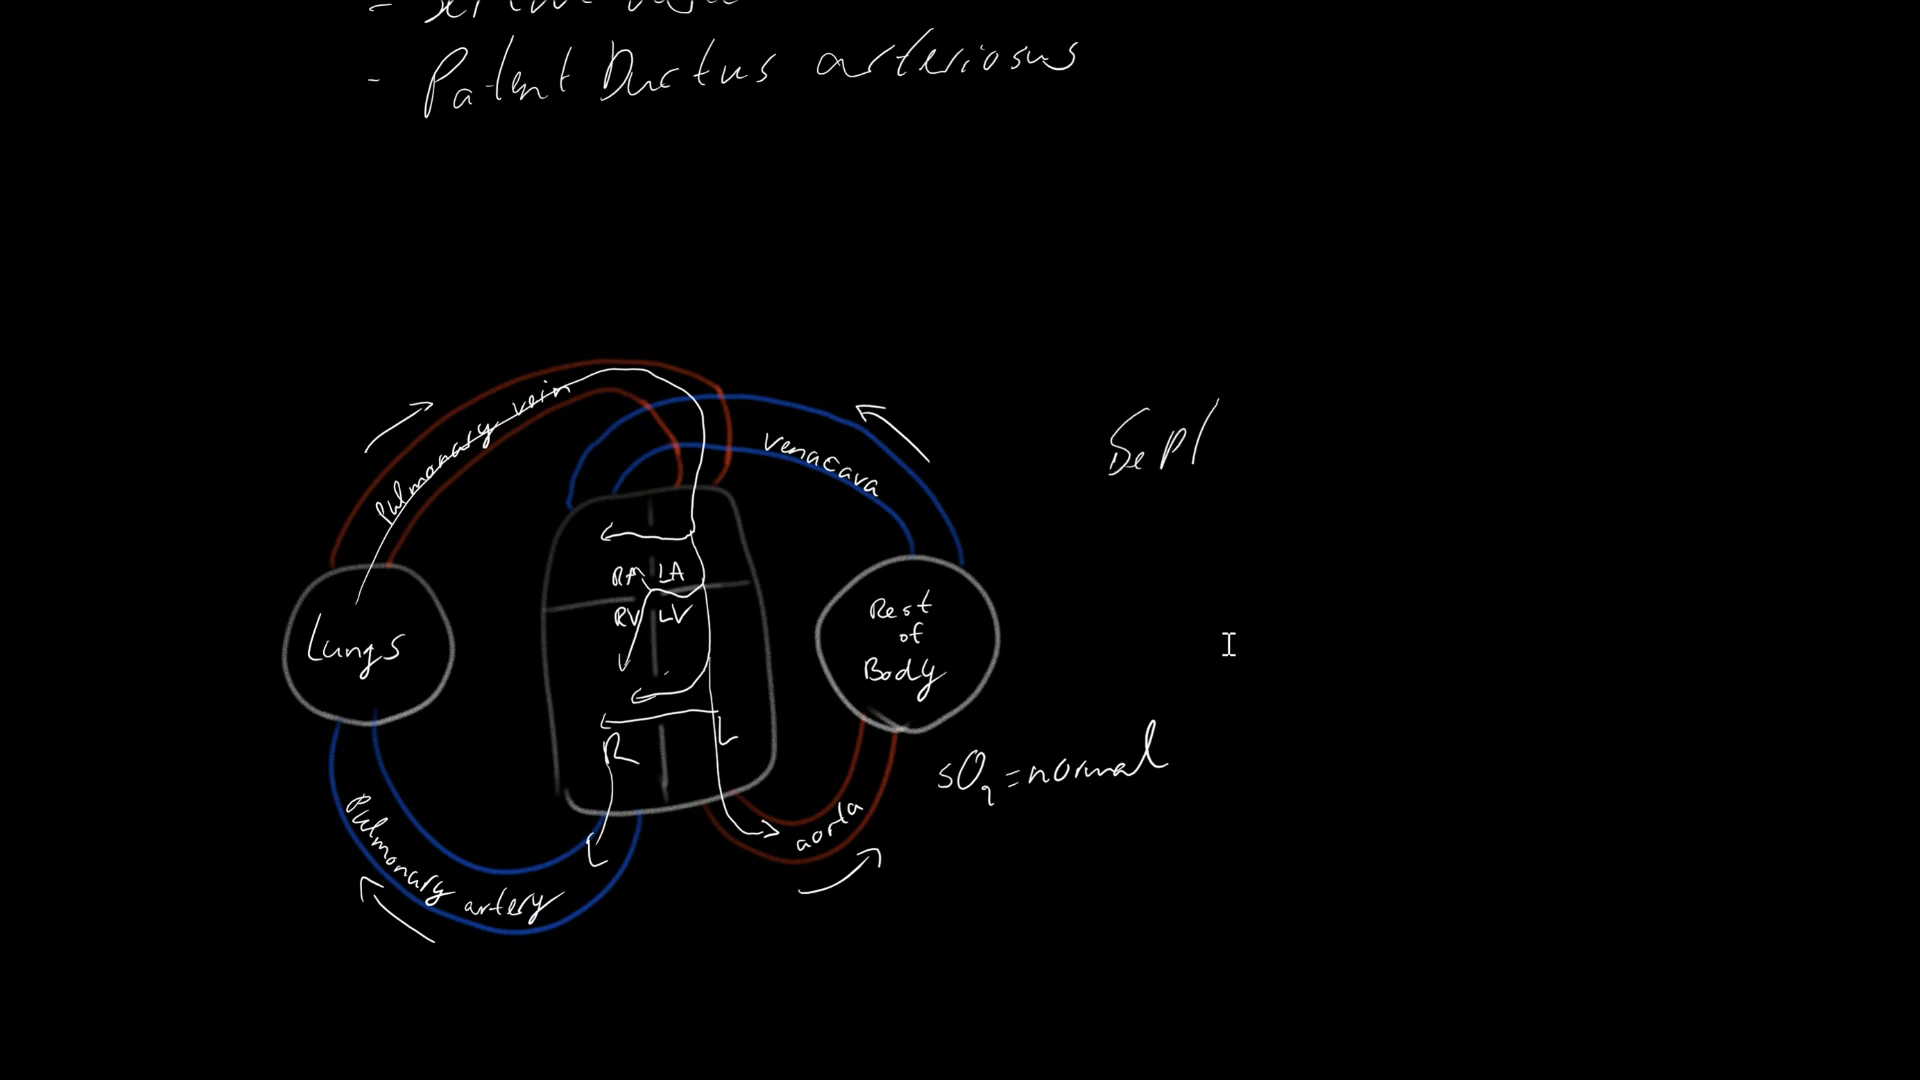 - Patent Ductus arteriosus
Pulmonary vein
venacava
RA LA
RV LV
Lungs
Rest
of
Body
R L
sO2 = normal
aorta
Pulmonary artery